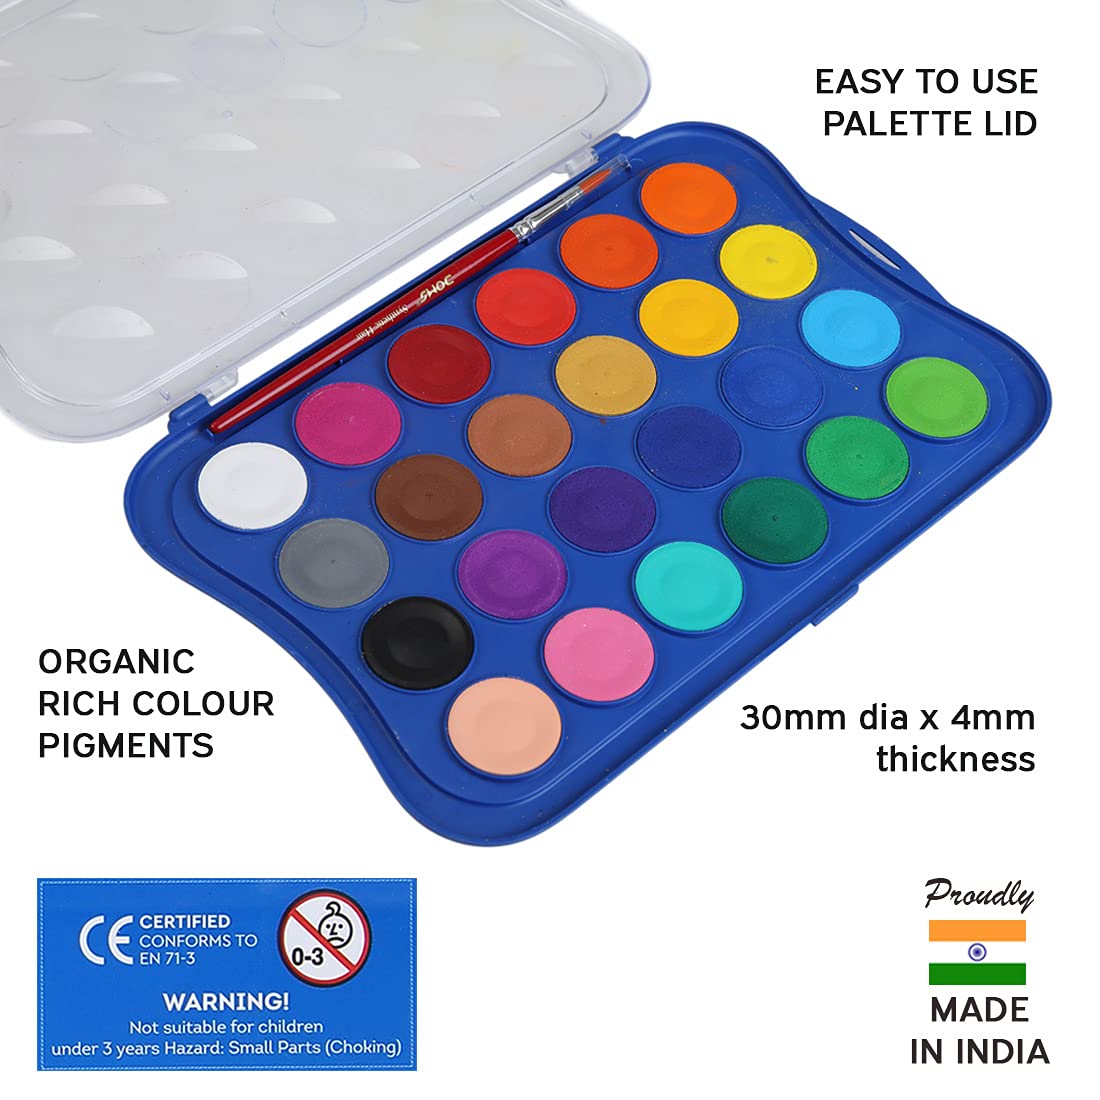 EASY TO USE
PALETTE LID
DOMS
Synthetic Hair
ORGANIC
RICH COLOUR
PIGMENTS
30mm dia x 4mm
thickness
CE CERTIFIED
CONFORMS TO
EN 71-3
0-3
WARNING!
Not suitable for children
under 3 years Hazard: Small Parts (Choking)
Proudly
MADE
IN INDIA